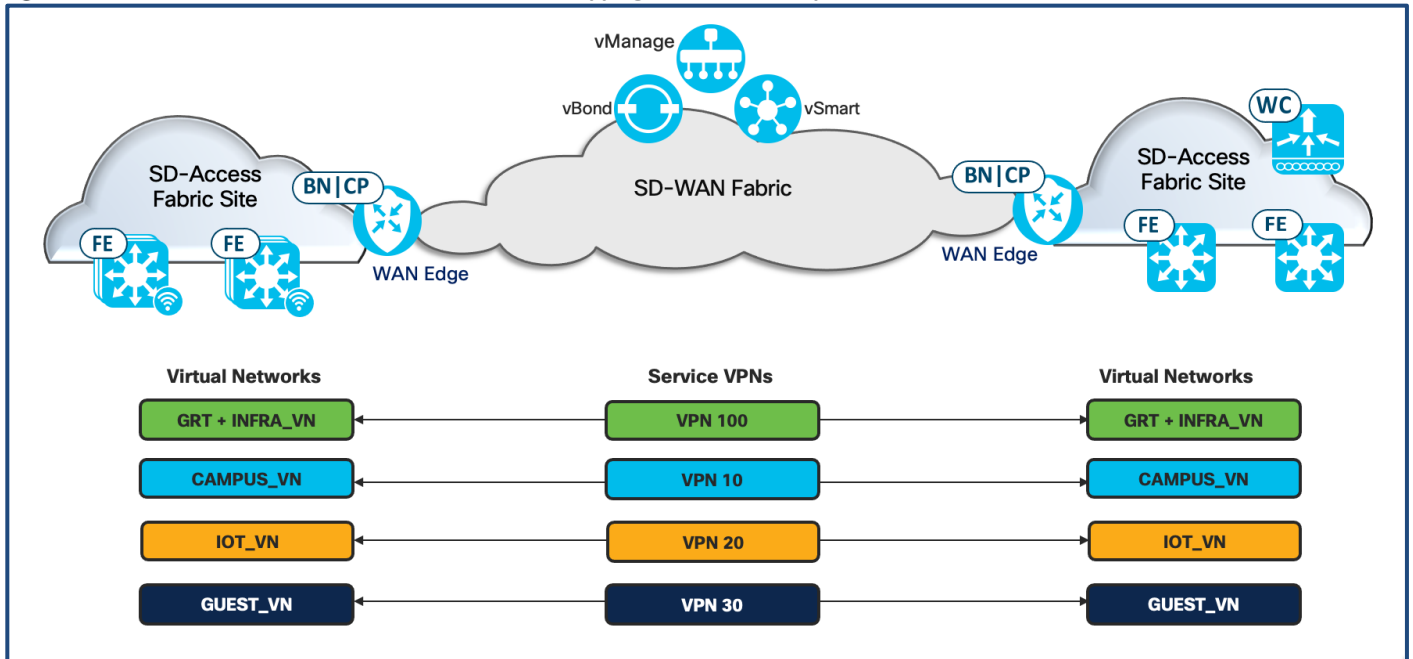 vManage
vBond
vSmart
WC
SD-Access
Fabric Site
BN|CP
SD-WAN Fabric
BN|CP
SD-Access
Fabric Site
FE
FE
FE
FE
WAN Edge
WAN Edge
Virtual Networks
Service VPNs
Virtual Networks
GRT + INFRA_VN
VPN 100
GRT + INFRA_VN
CAMPUS_VN
VPN 10
CAMPUS_VN
IOT_VN
VPN 20
IOT_VN
GUEST_VN
VPN 30
GUEST_VN